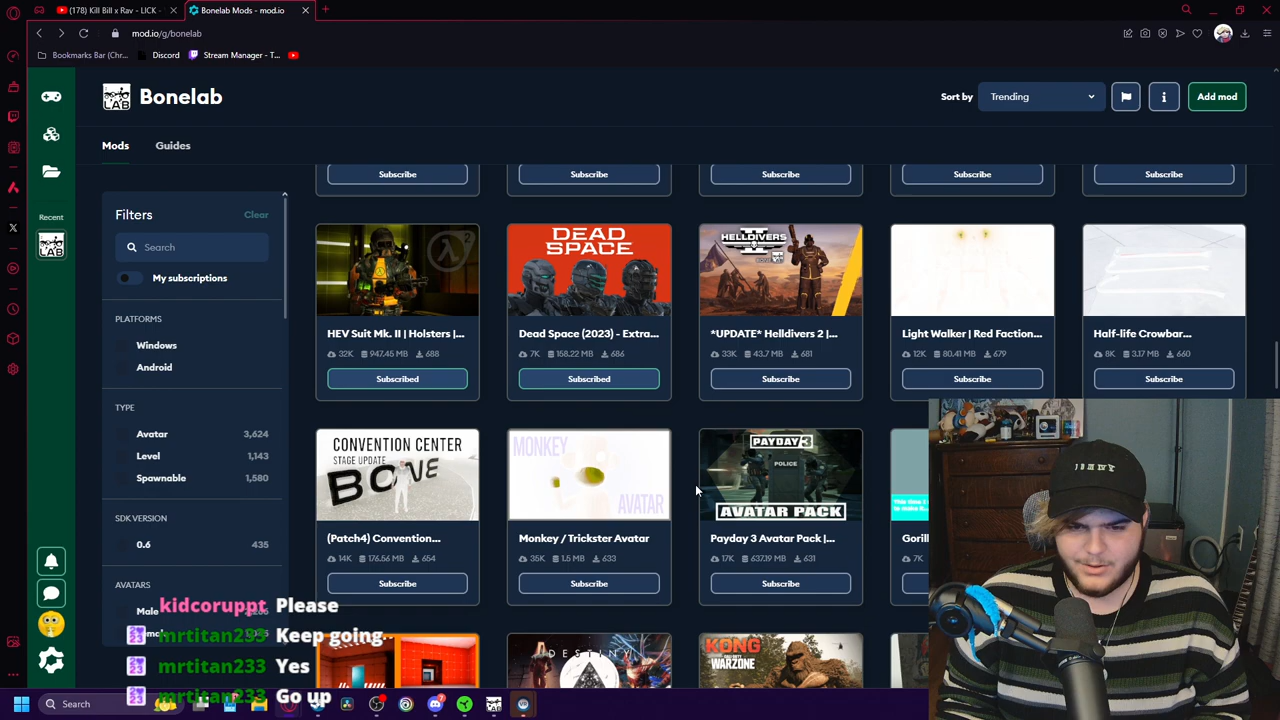 (178) Kill Bill x Rav - LICK -
Bonelab Mods - mod.io
mod.io/g/bonelab
Bookmarks Bar (Chr...
Discord
Stream Manager - T...
BONE LAB
Bonelab
Sort by
Trending
Add mod
Mods
Guides
Recent
Filters
Clear
Search
My subscriptions
PLATFORMS
Windows
Android
TYPE
Avatar 3,624
Level 1,143
Spawnable 1,580
SDK VERSION
0.6 435
AVATARS
Subscribe
Subscribe
Subscribe
Subscribe
Subscribe
DEAD SPACE
HELLDIVERS II
HEV Suit Mk. II | Holsters |...
Dead Space (2023) - Extra...
*UPDATE* Helldivers 2 |...
Light Walker | Red Faction...
Half-life Crowbar...
32K 947.45 MB 688
7K 158.22 MB 686
33K 43.7 MB 681
12K 80.41 MB 679
8K 3.17 MB 660
Subscribed
Subscribed
Subscribe
Subscribe
Subscribe
CONVENTION CENTER
STAGE UPDATE
BONE
MONKEY
AVATAR
PAYDAY 3
POLICE
AVATAR PACK
This time I
(Patch4) Convention...
Monkey / Trickster Avatar
Payday 3 Avatar Pack |...
Goril
14K 176.56 MB 654
35K 1.5 MB 633
17K 637.19 MB 631
7K
Subscribe
Subscribe
Subscribe
DESTINY
KONG
WARZONE
kidcoruppt Please
mrtitan233 Keep going..
mrtitan233 Yes
mrtitan233 Go up
Search